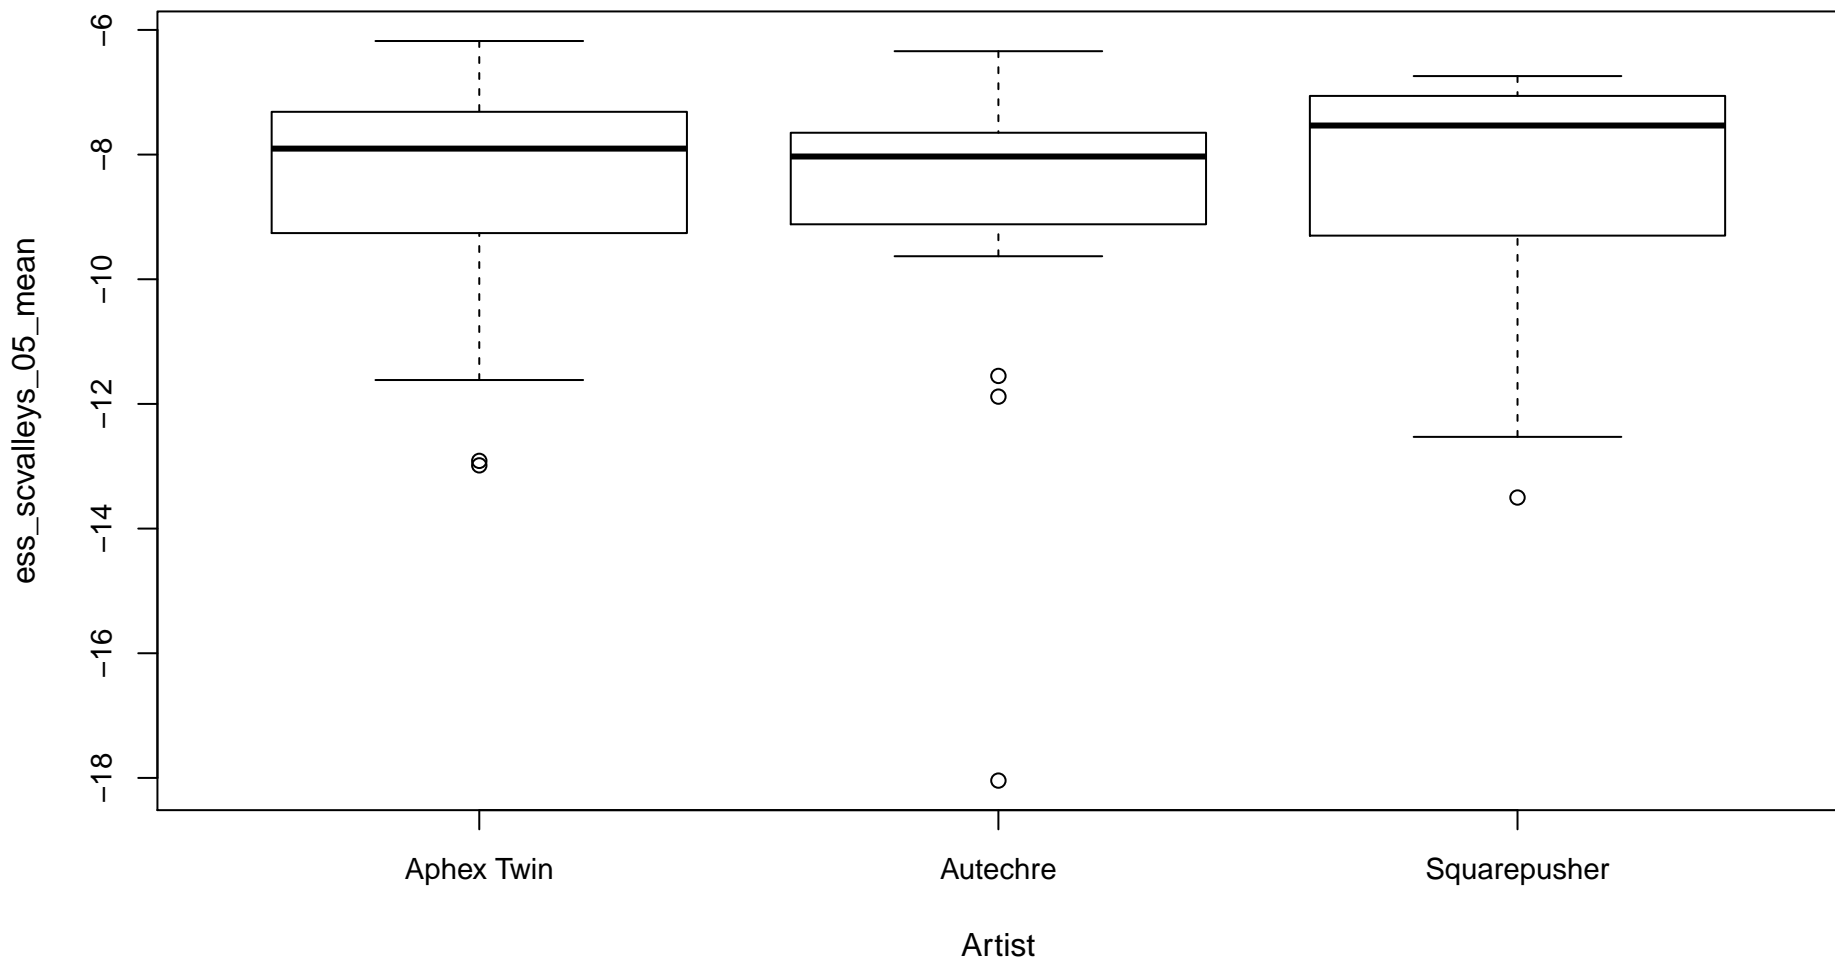 ess_scvalleys_05_mean
−6
−8
−10
−12
−14
−16
−18
Aphex Twin
Autechre
Squarepusher
Artist